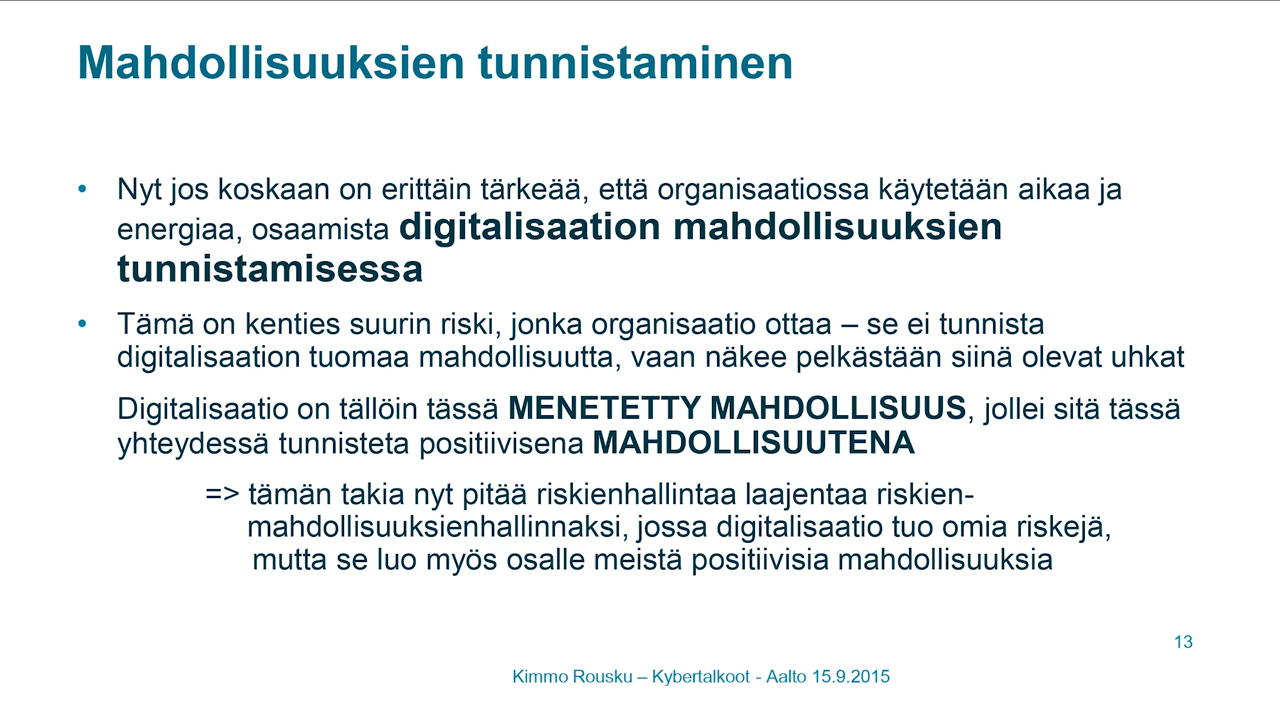 Mahdollisuuksien tunnistaminen
• Nyt jos koskaan on erittäin tärkeää, että organisaatiossa käytetään aikaa ja
energiaa, osaamista digitalisaation mahdollisuuksien
tunnistamisessa
• Tämä on kenties suurin riski, jonka organisaatio ottaa – se ei tunnista
digitalisaation tuomaa mahdollisuutta, vaan näkee pelkästään siinä olevat uhkat
Digitalisaatio on tällöin tässä MENETETTY MAHDOLLISUUS, jollei sitä tässä
yhteydessä tunnisteta positiivisena MAHDOLLISUUTENA
=> tämän takia nyt pitää riskienhallintaa laajentaa riskien-
mahdollisuuksienhallinnaksi, jossa digitalisaatio tuo omia riskejä,
mutta se luo myös osalle meistä positiivisia mahdollisuuksia
13
Kimmo Rousku – Kybertalkoot - Aalto 15.9.2015